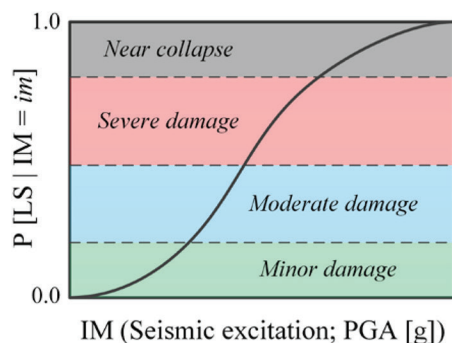 1.0
Near collapse
Severe damage
Moderate damage
Minor damage
0.0
P [LS | IM = im]
IM (Seismic excitation; PGA [g])